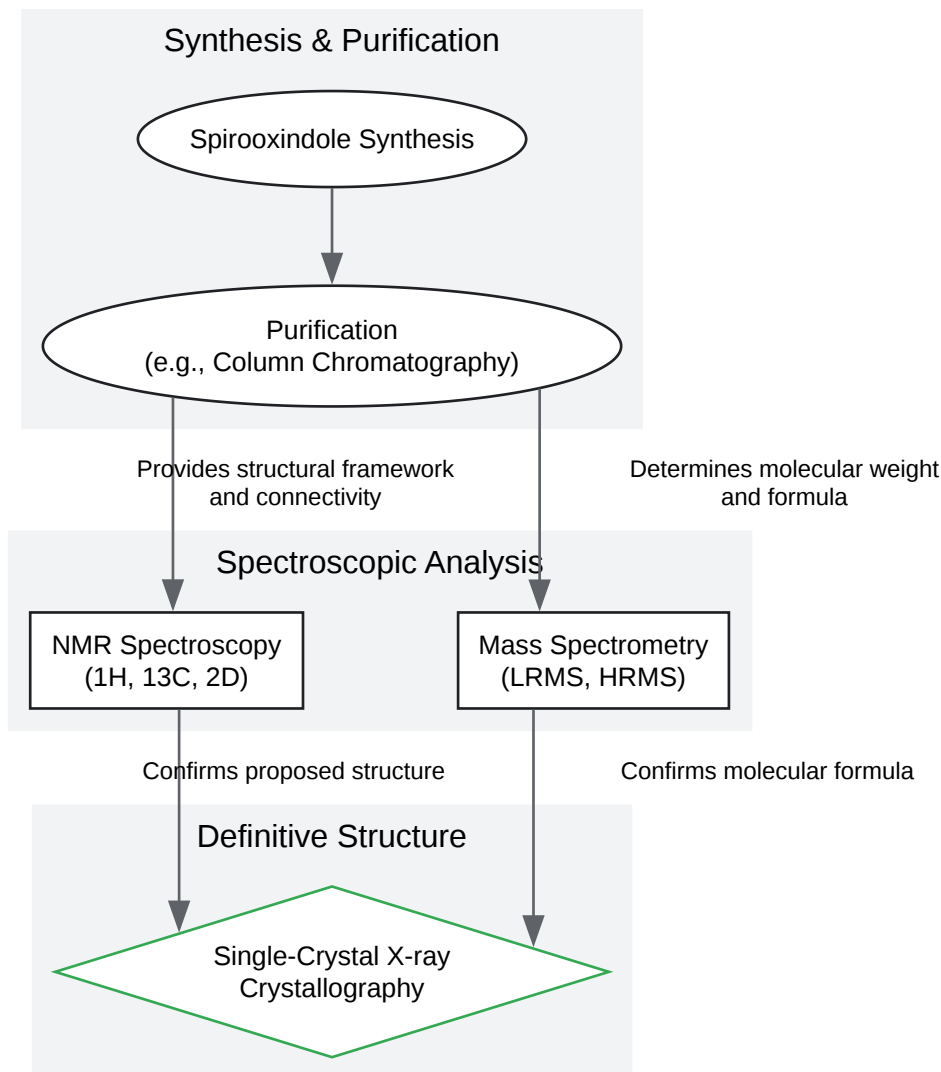 Synthesis & Purification
Spirooxindole Synthesis
Purification
(e.g., Column Chromatography)
Provides structural framework
and connectivity
Determines molecular weight
and formula
Spectroscopic Analysis
NMR Spectroscopy
(1H, 13C, 2D)
Mass Spectrometry
(LRMS, HRMS)
Confirms proposed structure
Confirms molecular formula
Definitive Structure
Single-Crystal X-ray
Crystallography